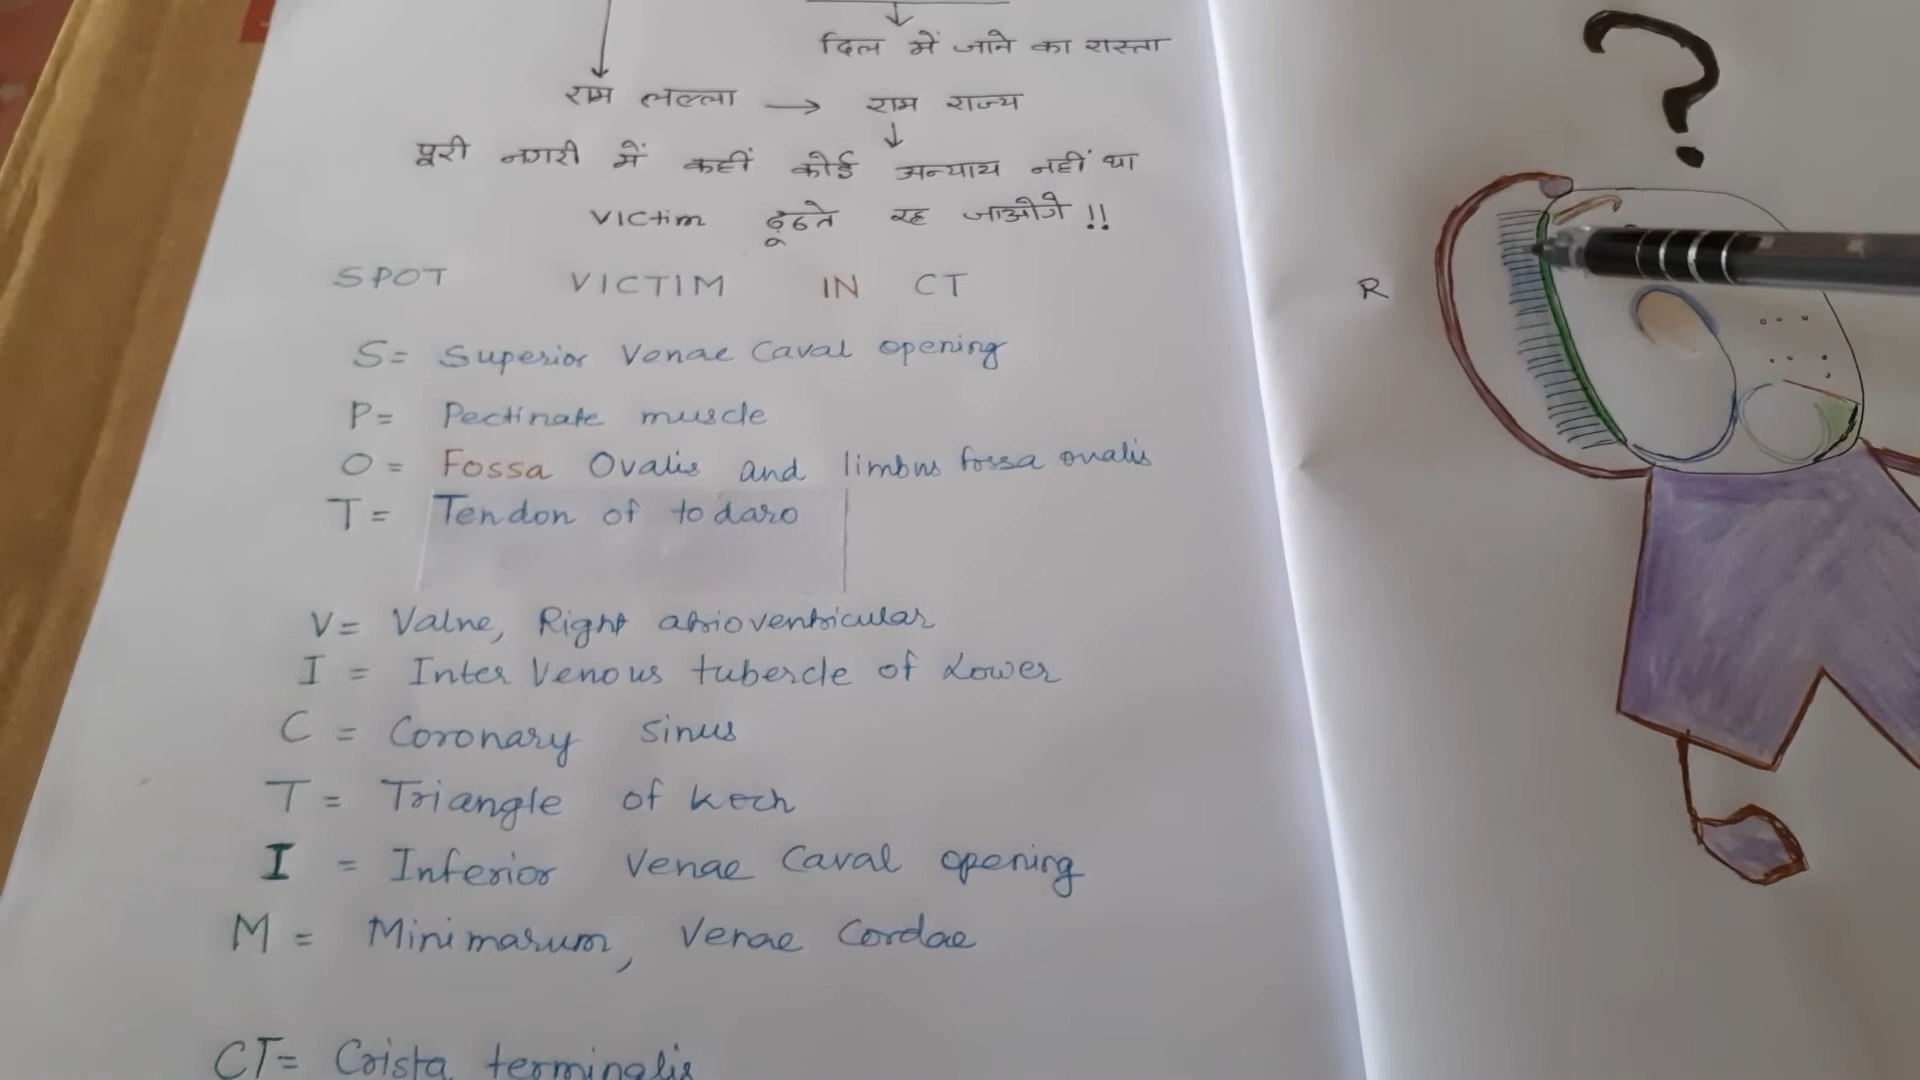 दिल में जाने का रास्ता
राम लल्ला → राम राज्य
पूरी नगरी में कहीं कोई अन्याय नहीं था
VICtim ढूढते रह जाओगे !!
SPOT VICTIM IN CT
S= Superior Venae Caval opening
P= Pectinate muscle
O = Fossa Ovalis and limbus fossa ovalis
T= Tendon of todaro
V= Valve, Right atrioventricular
I = Inter Venous tubercle of Lower
C = Coronary sinus
T = Triangle of Koch
I = Inferior Venae Caval opening
M = Minimarum, Venae Cordae
CT= Crista terminalis
?
R